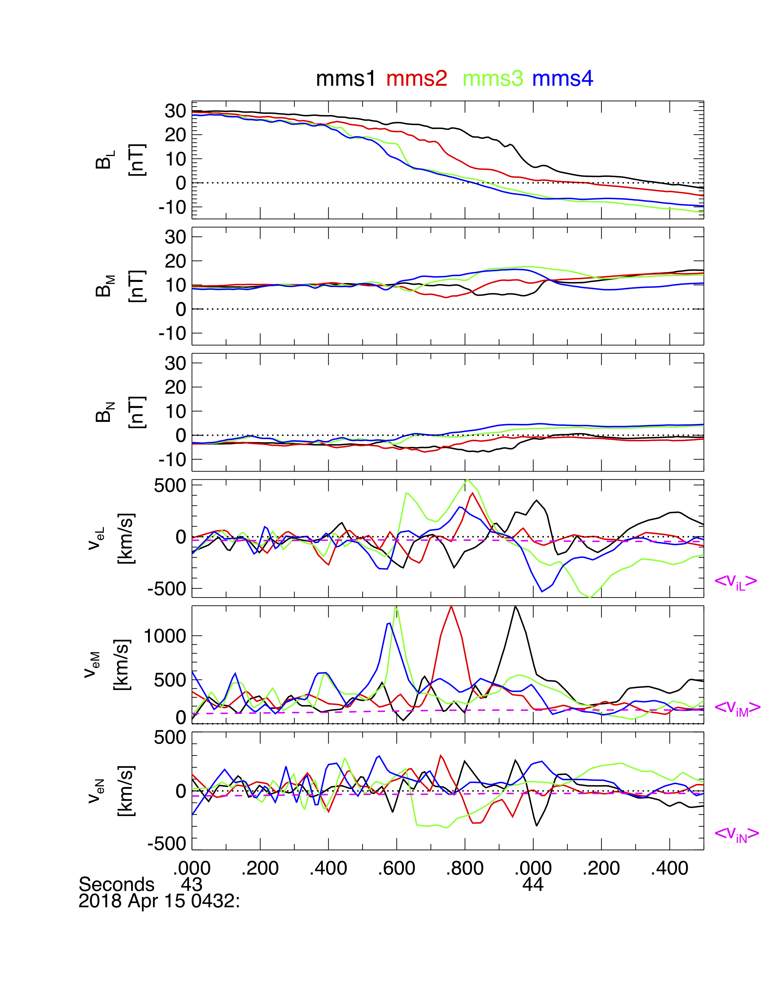 mms1 mms2 mms3 mms4
30
20
10
0
-10
B_L
[nT]
30
20
10
0
-10
B_M
[nT]
30
20
10
0
-10
B_N
[nT]
500
0
-500
v_eL
[km/s]
<v_iL>
1000
500
0
v_eM
[km/s]
<v_iM>
500
0
-500
v_eN
[km/s]
<v_iN>
.000 .200 .400 .600 .800 .000 .200 .400
Seconds 43 44
2018 Apr 15 0432: